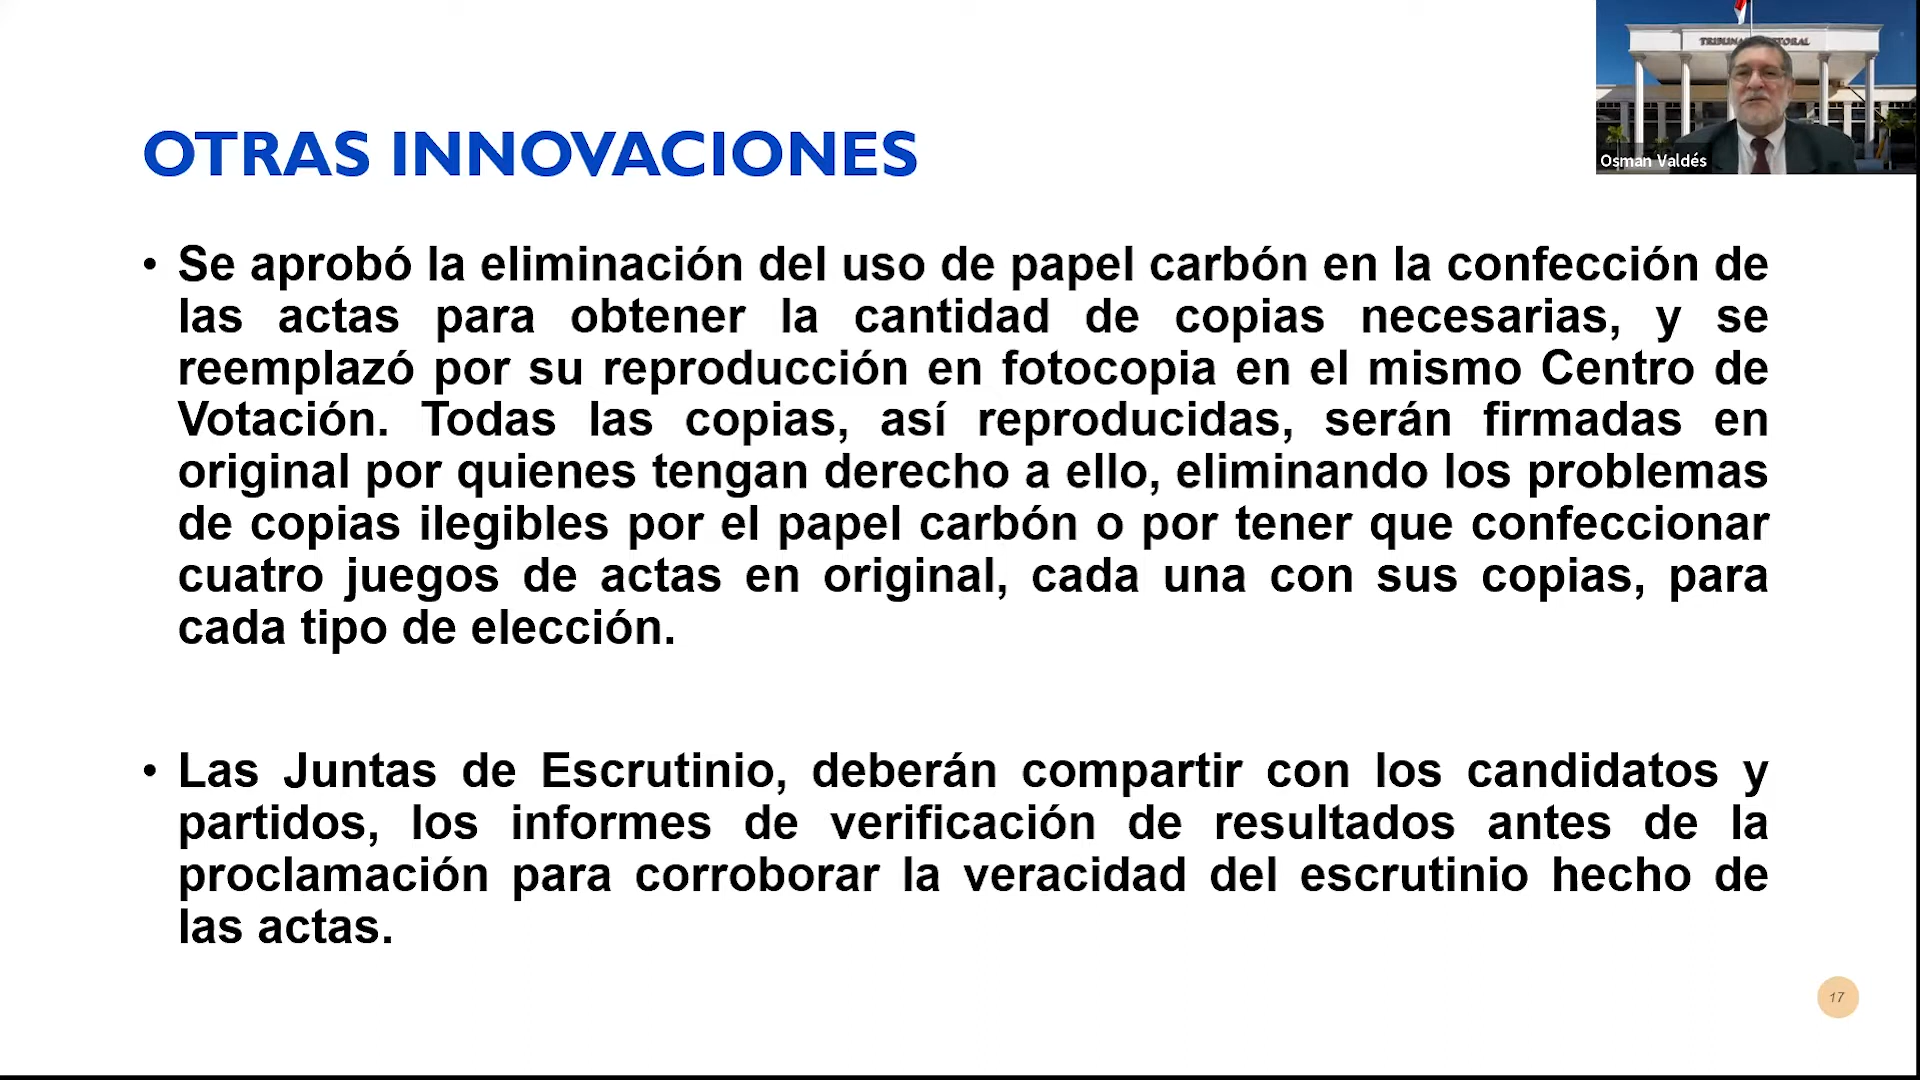 TRIBUNAL ELECTORAL
Osman Valdés
OTRAS INNOVACIONES
• Se aprobó la eliminación del uso de papel carbón en la confección de
las actas para obtener la cantidad de copias necesarias, y se
reemplazó por su reproducción en fotocopia en el mismo Centro de
Votación. Todas las copias, así reproducidas, serán firmadas en
original por quienes tengan derecho a ello, eliminando los problemas
de copias ilegibles por el papel carbón o por tener que confeccionar
cuatro juegos de actas en original, cada una con sus copias, para
cada tipo de elección.
• Las Juntas de Escrutinio, deberán compartir con los candidatos y
partidos, los informes de verificación de resultados antes de la
proclamación para corroborar la veracidad del escrutinio hecho de
las actas.
17